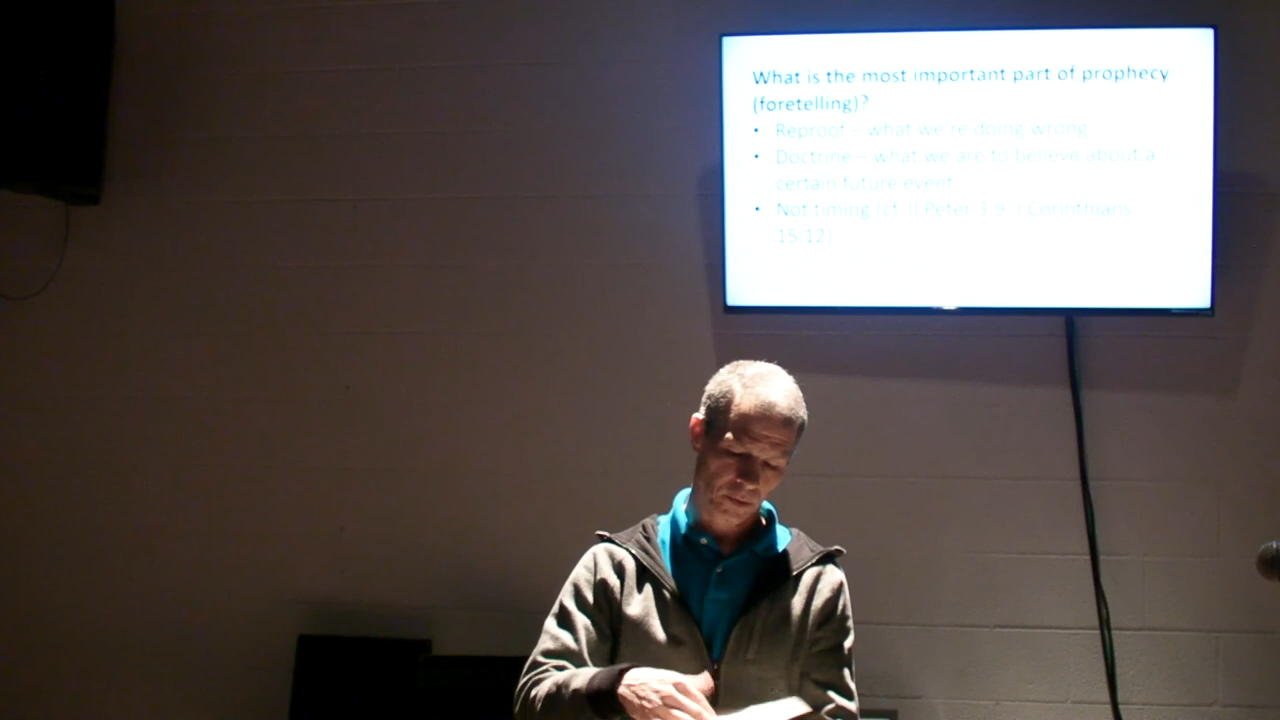 What is the most important part of prophecy
(foretelling)?
• Reproof – what we're doing wrong
• Doctrine – what we are to believe about a
certain future event
• Not timing (cf. II Peter 3:9, I Corinthians
15:12)